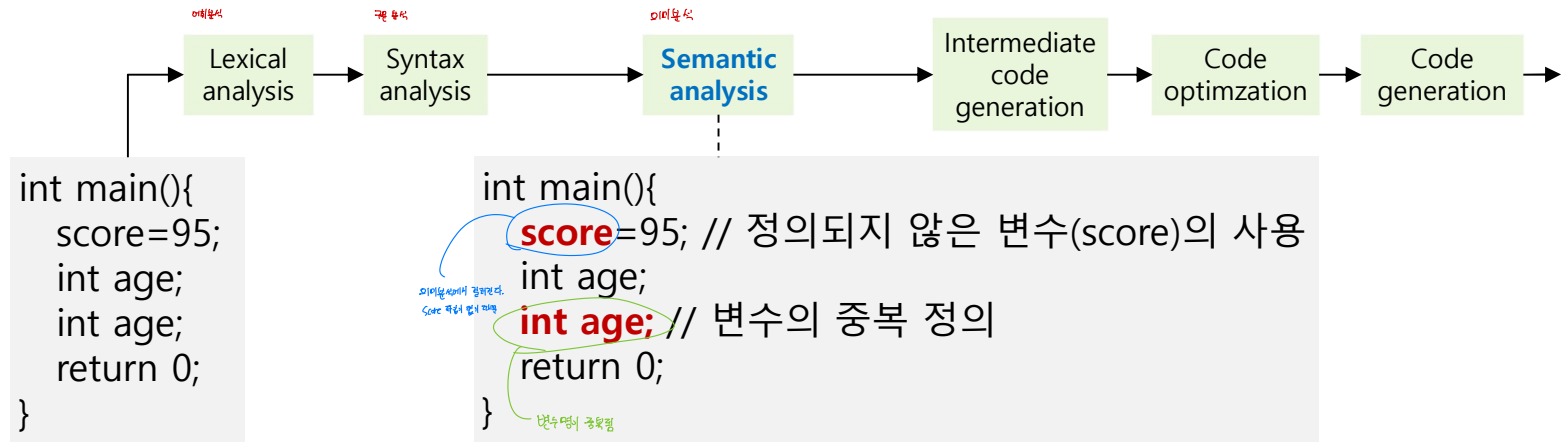 어휘분석
구문 분석
의미분석
Lexical
analysis
Syntax
analysis
Semantic
analysis
Intermediate
code
generation
Code
optimzation
Code
generation
int main(){
score=95;
int age;
int age;
return 0;
}
int main(){
score=95; // 정의되지 않은 변수(score)의 사용
int age;
int age; // 변수의 중복 정의
return 0;
}
의미분석에서 걸러진다.
Score
변수명이 중복됨